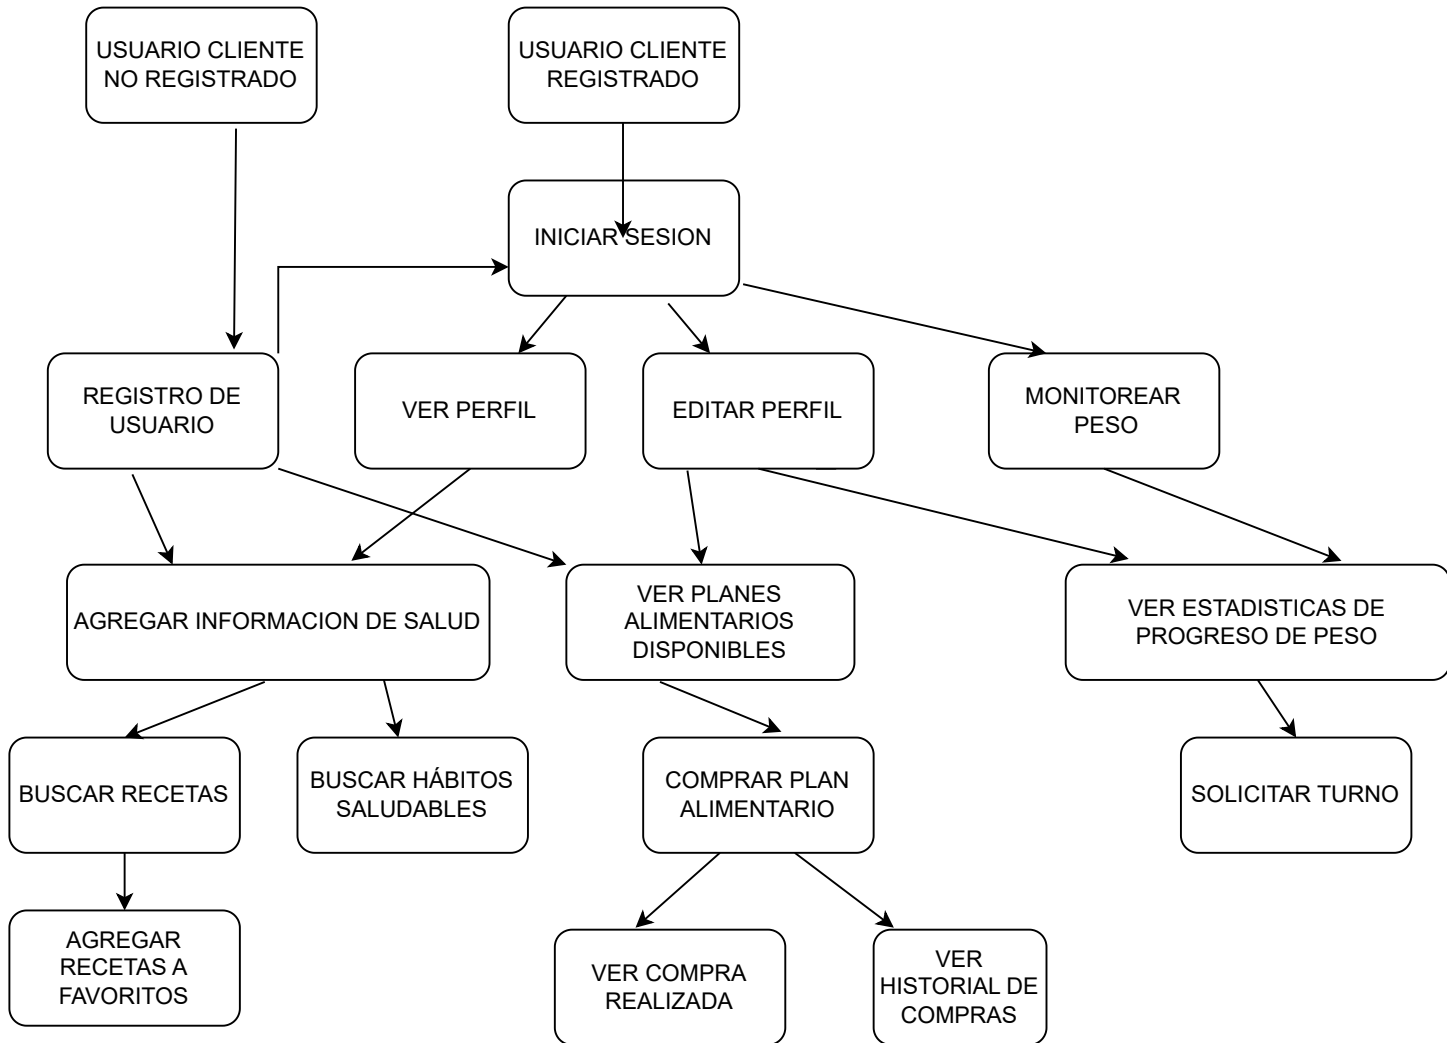 USUARIO CLIENTE
NO REGISTRADO
USUARIO CLIENTE
REGISTRADO
INICIAR SESION
REGISTRO DE
USUARIO
VER PERFIL
EDITAR PERFIL
MONITOREAR
PESO
AGREGAR INFORMACION DE SALUD
VER PLANES
ALIMENTARIOS
DISPONIBLES
VER ESTADISTICAS DE
PROGRESO DE PESO
BUSCAR RECETAS
BUSCAR HÁBITOS
SALUDABLES
COMPRAR PLAN
ALIMENTARIO
SOLICITAR TURNO
AGREGAR
RECETAS A
FAVORITOS
VER COMPRA
REALIZADA
VER
HISTORIAL DE
COMPRAS